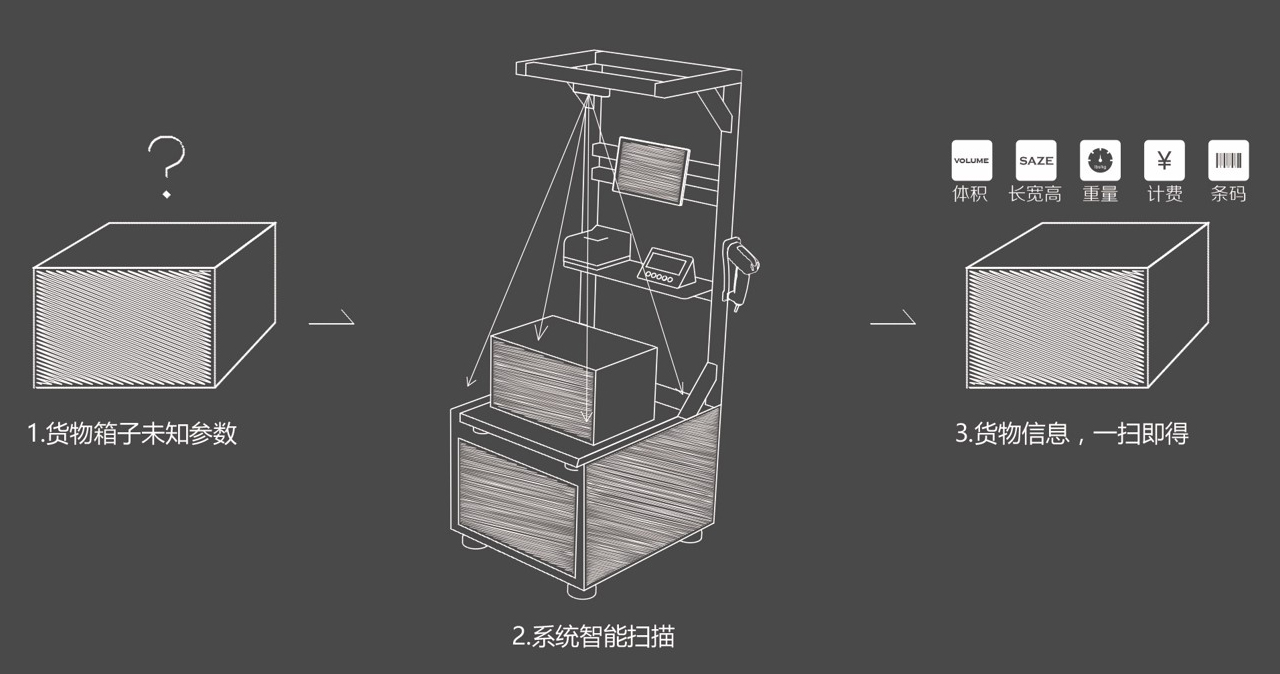 ?
VOLUME
SAZE
¥
体积
长宽高
重量
计费
条码
1.货物箱子未知参数
3.货物信息，一扫即得
2.系统智能扫描